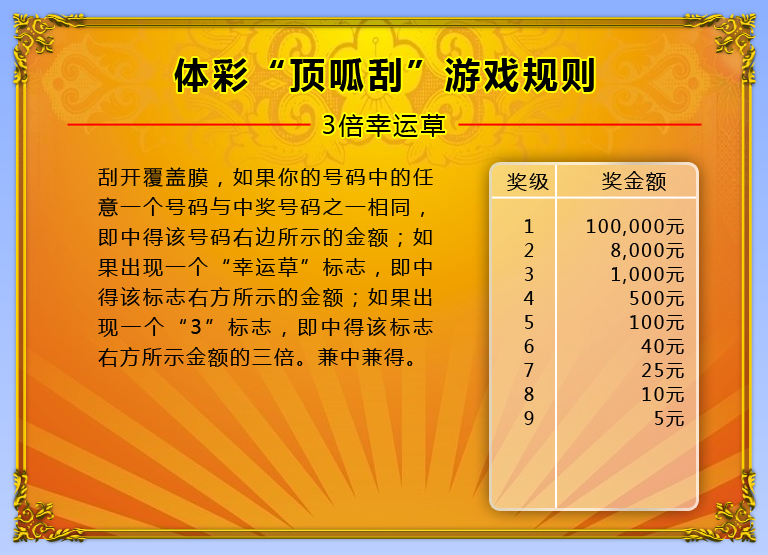 体彩“顶呱刮”游戏规则
3倍幸运草
刮开覆盖膜，如果你的号码中的任
意一个号码与中奖号码之一相同，
即中得该号码右边所示的金额；如
果出现一个“幸运草”标志，即中
得该标志右方所示的金额；如果出
现一个“3”标志，即中得该标志
右方所示金额的三倍。兼中兼得。
奖级 奖金额
1 100,000元
2 8,000元
3 1,000元
4 500元
5 100元
6 40元
7 25元
8 10元
9 5元